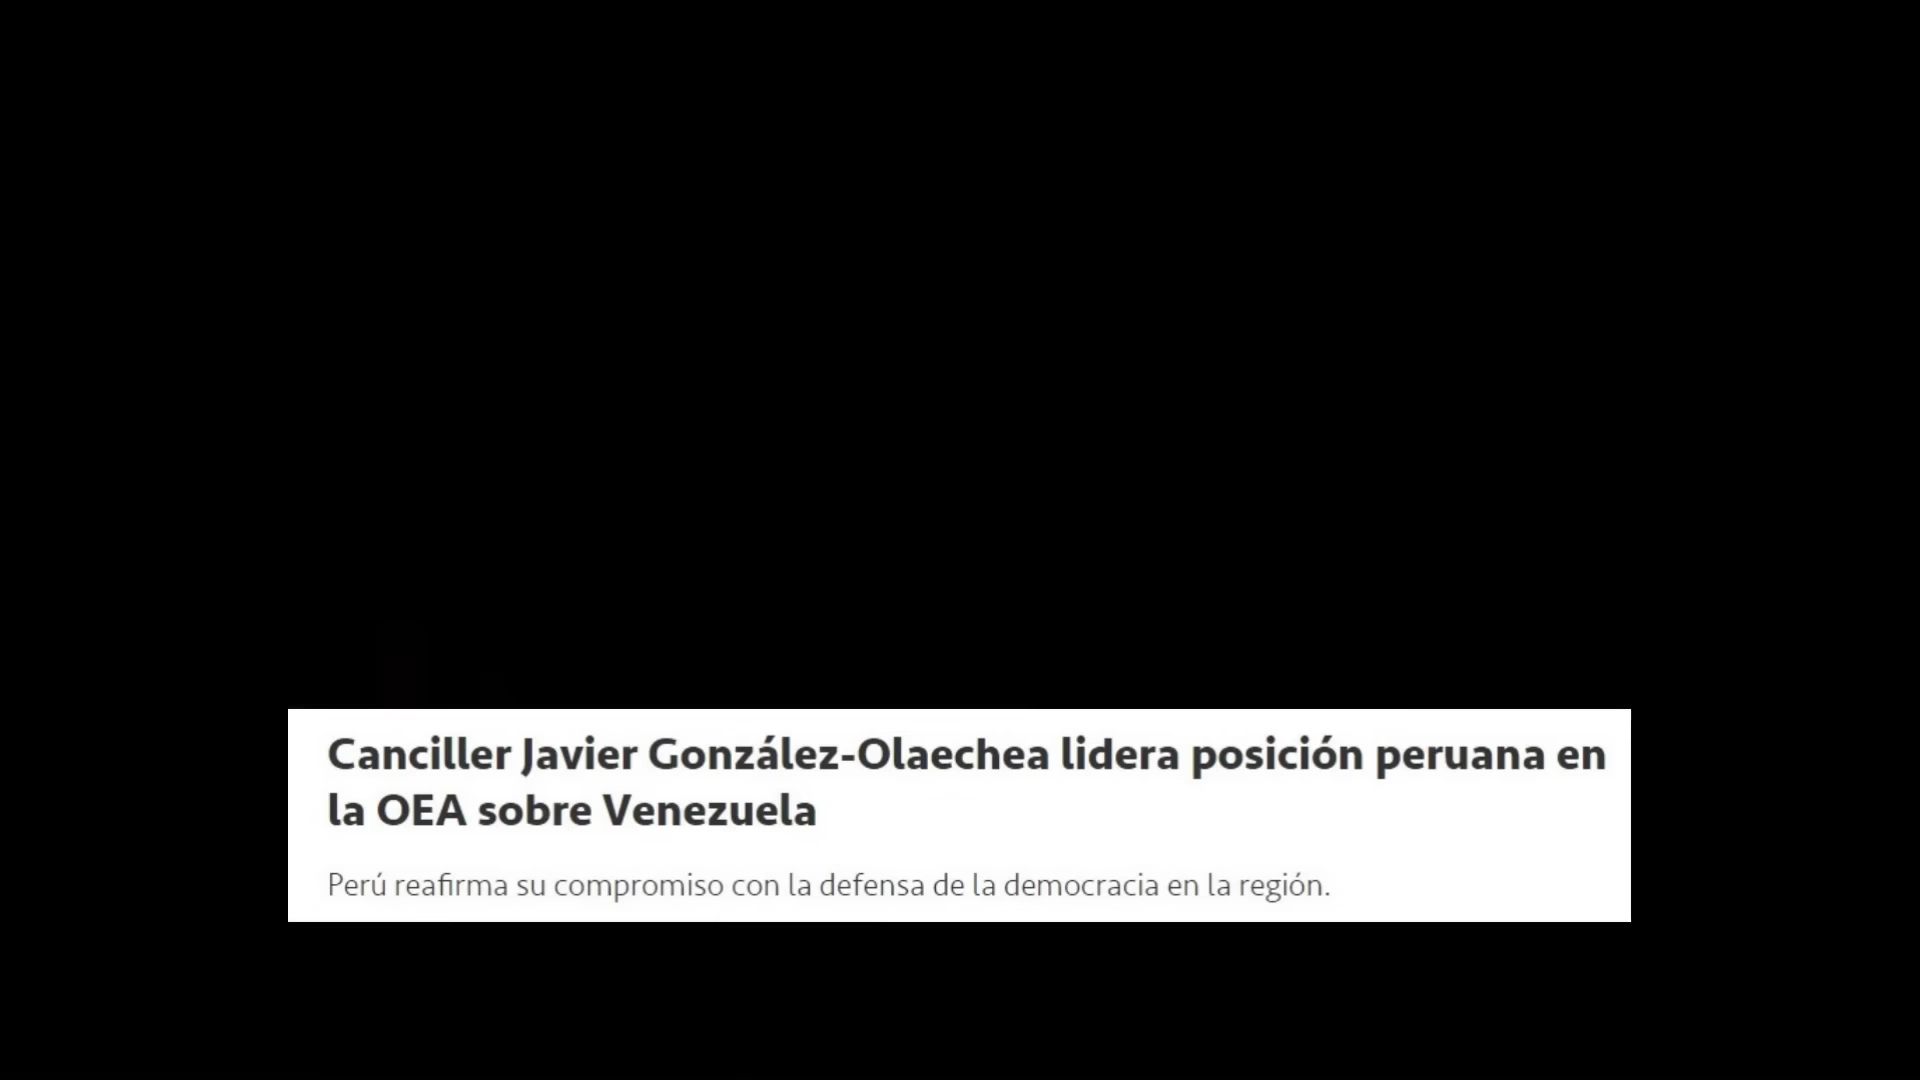 Canciller Javier González-Olaechea lidera posición peruana en
la OEA sobre Venezuela
Perú reafirma su compromiso con la defensa de la democracia en la región.